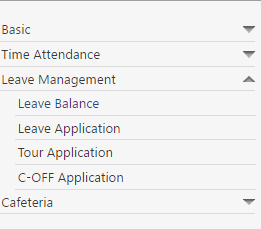 Basic
Time Attendance
Leave Management
Leave Balance
Leave Application
Tour Application
C-OFF Application
Cafeteria